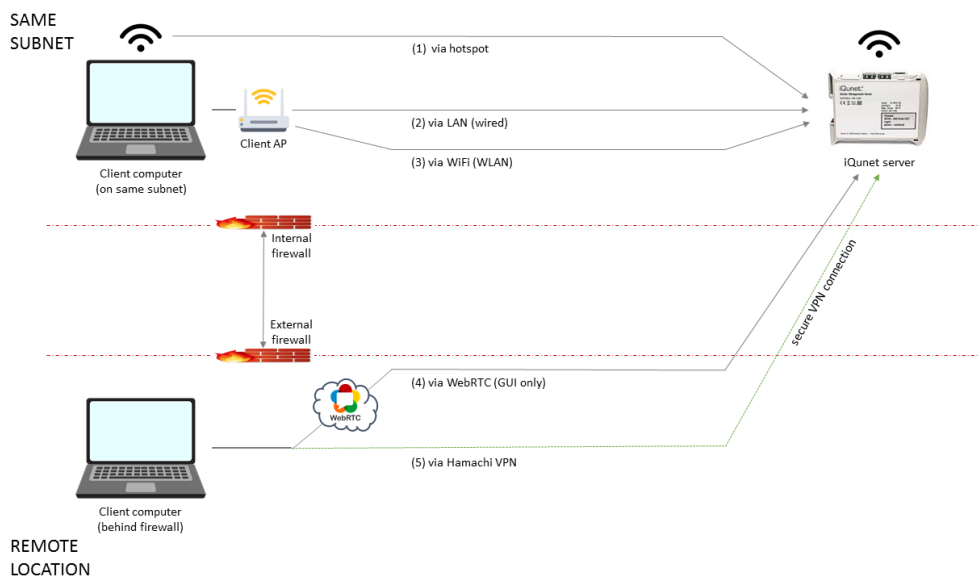 SAME
SUBNET
(1) via hotspot
iQunet
(2) via LAN (wired)
Client AP
(3) via WiFi (WLAN)
iQunet server
Client computer
(on same subnet)
Internal
firewall
secure VPN connection
External
firewall
(4) via WebRTC (GUI only)
WebRTC
(5) via Hamachi VPN
Client computer
(behind firewall)
REMOTE
LOCATION